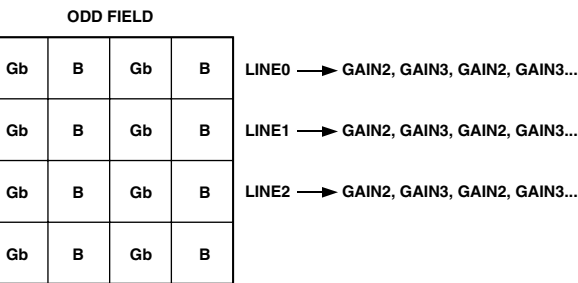 ODD FIELD
Gb B Gb B LINE0 GAIN2, GAIN3, GAIN2, GAIN3...
Gb B Gb B LINE1 GAIN2, GAIN3, GAIN2, GAIN3...
Gb B Gb B LINE2 GAIN2, GAIN3, GAIN2, GAIN3...
Gb B Gb B